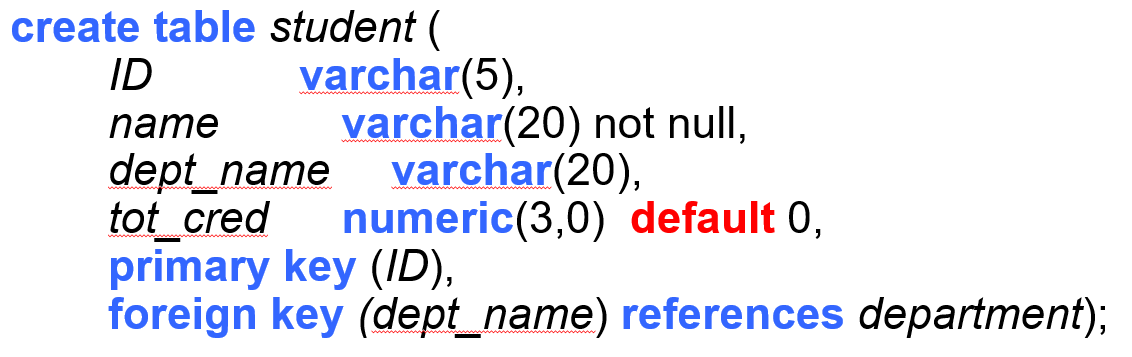 create table student (
ID varchar(5),
name varchar(20) not null,
dept_name varchar(20),
tot_cred numeric(3,0) default 0,
primary key (ID),
foreign key (dept_name) references department);